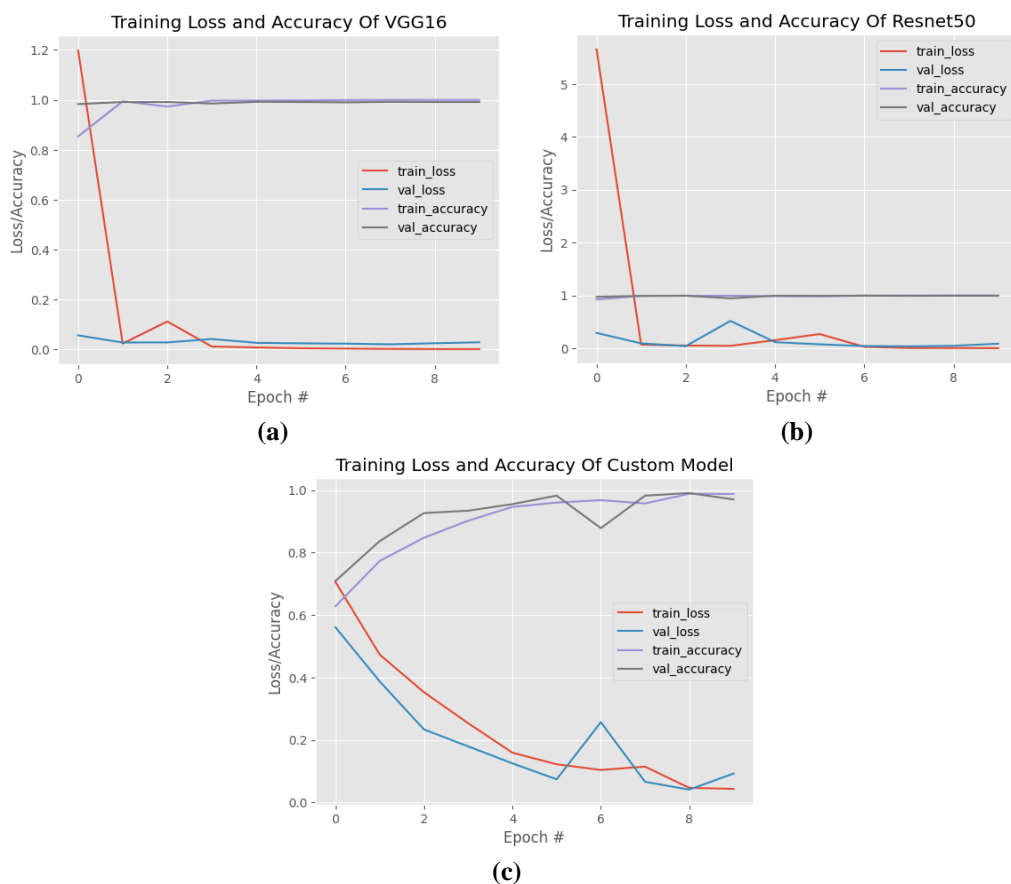 Training Loss and Accuracy Of VGG16
1.2
1.0
0.8
0.6
0.4
0.2
0.0
Loss/Accuracy
train_loss
val_loss
train_accuracy
val_accuracy
0 2 4 6 8
Epoch #
(a)
Training Loss and Accuracy Of Resnet50
5
4
3
2
1
0
Loss/Accuracy
train_loss
val_loss
train_accuracy
val_accuracy
0 2 4 6 8
Epoch #
(b)
Training Loss and Accuracy Of Custom Model
1.0
0.8
0.6
0.4
0.2
0.0
Loss/Accuracy
train_loss
val_loss
train_accuracy
val_accuracy
0 2 4 6 8
Epoch #
(c)